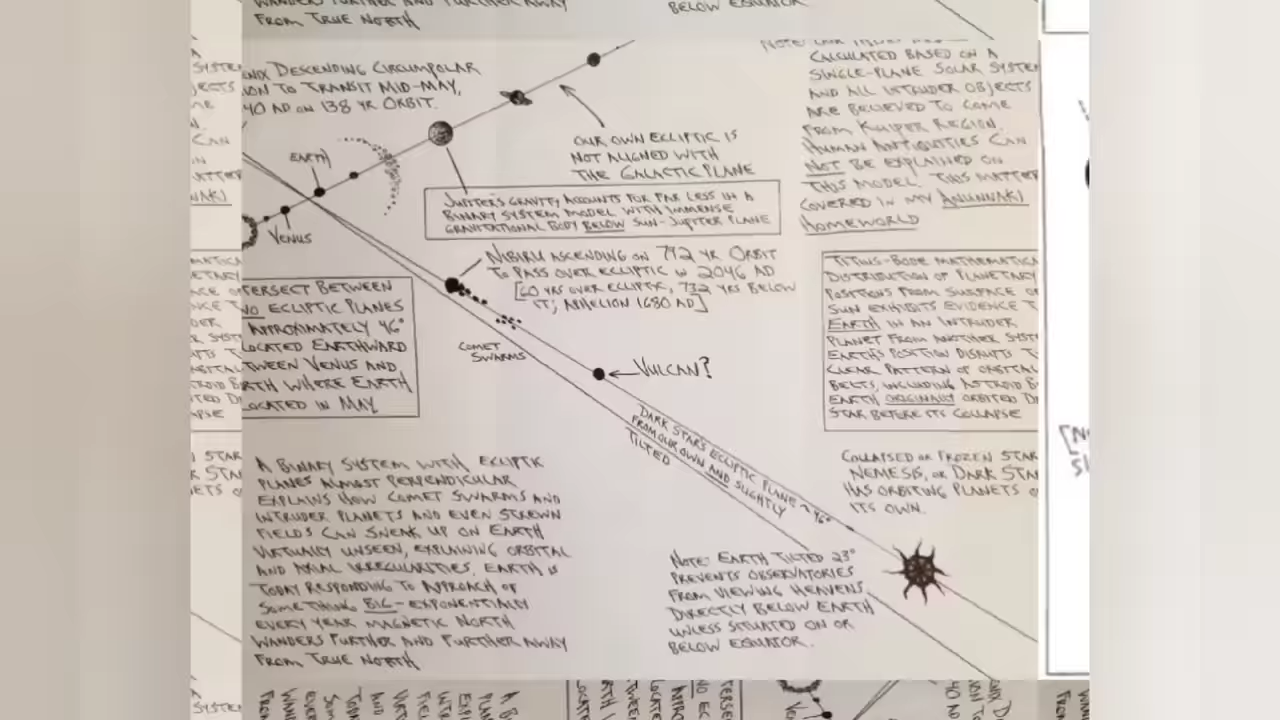 WANDERS FURTHER AND FURTHER AWAY
FROM TRUE NORTH
BELOW EQUATOR
DESCENDING CIRCUMPOLAR
TO TRANSIT MID-MAY,
40 AD ON 138 YR ORBIT.
EARTH
VENUS
OUR OWN ECLIPTIC IS
NOT ALIGNED WITH
THE GALACTIC PLANE
NOTE:
CALCULATED BASED ON A
SINGLE-PLANE SOLAR SYSTEM
AND ALL INTRUDER OBJECTS
ARE BELIEVED TO COME
FROM KUIPER REGION.
HUMAN ANTIQUITIES CAN
NOT BE EXPLAINED ON
THIS MODEL. THIS MATTER
COVERED IN MY ANUNNAKI
HOMEWORLD
JUPITER'S GRAVITY ACCOUNTS FOR FAR LESS IN A
BINARY SYSTEM MODEL WITH IMMENSE
GRAVITATIONAL BODY BELOW SUN-JUPITER PLANE
NIBIRU ASCENDING ON 792 YR ORBIT
TO PASS OVER ECLIPTIC in 2046 AD
[60 YRS OVER ECLIPTIC, 732 YRS BELOW
IT; APHELION 1680 AD]
COMET
SWARMS
VULCAN?
TERSECT BETWEEN
NO ECLIPTIC PLANES
APPROXIMATELY 46°
LOCATED EARTHWARD
TWEEN VENUS AND
RTH WHERE EARTH
LOCATED IN MAY
TITIUS-BODE MATHEMATICA
DISTRIBUTION OF PLANETARY
POSITIONS FROM SURFACE OF
SUN EXHIBITS EVIDENCE T
EARTH IN AN INTRUDER
PLANET FROM ANOTHER SYST
EARTH'S POSITION DISRUPTS T
CLEAR PATTERN OF ORBITAL
BELTS, INCLUDING ASTROID B
EARTH ORIGINALLY ORBITED D
STAR BEFORE ITS COLLAPSE
DARK STAR'S ECLIPTIC PLANE ~46°
FROM OUR OWN AND SLIGHTLY
TILTED
COLLAPSED OR FROZEN STAR
NEMESIS, OR DARK STA
HAS ORBITING PLANETS OF
ITS OWN.
A BINARY SYSTEM WITH ECLIPTIC
PLANES ALMOST PERPENDICULAR
EXPLAINS HOW COMET SWARMS AND
INTRUDER PLANETS AND EVEN STREWN
FIELDS CAN SNEAK UP ON EARTH
VIRTUALLY UNSEEN, EXPLAINING ORBITAL
AND AXIAL IRREGULARITIES. EARTH IS
TODAY RESPONDING TO APPROACH OF
SOMETHING BIG - EXPONENTIALLY
EVERY YEAR MAGNETIC NORTH
WANDERS FURTHER AND FURTHER AWAY
FROM TRUE NORTH
NOTE: EARTH TILTED 23°
PREVENTS OBSERVATORIES
FROM VIEWING HEAVENS
DIRECTLY BELOW EARTH
UNLESS SITUATED ON OR
BELOW EQUATOR.